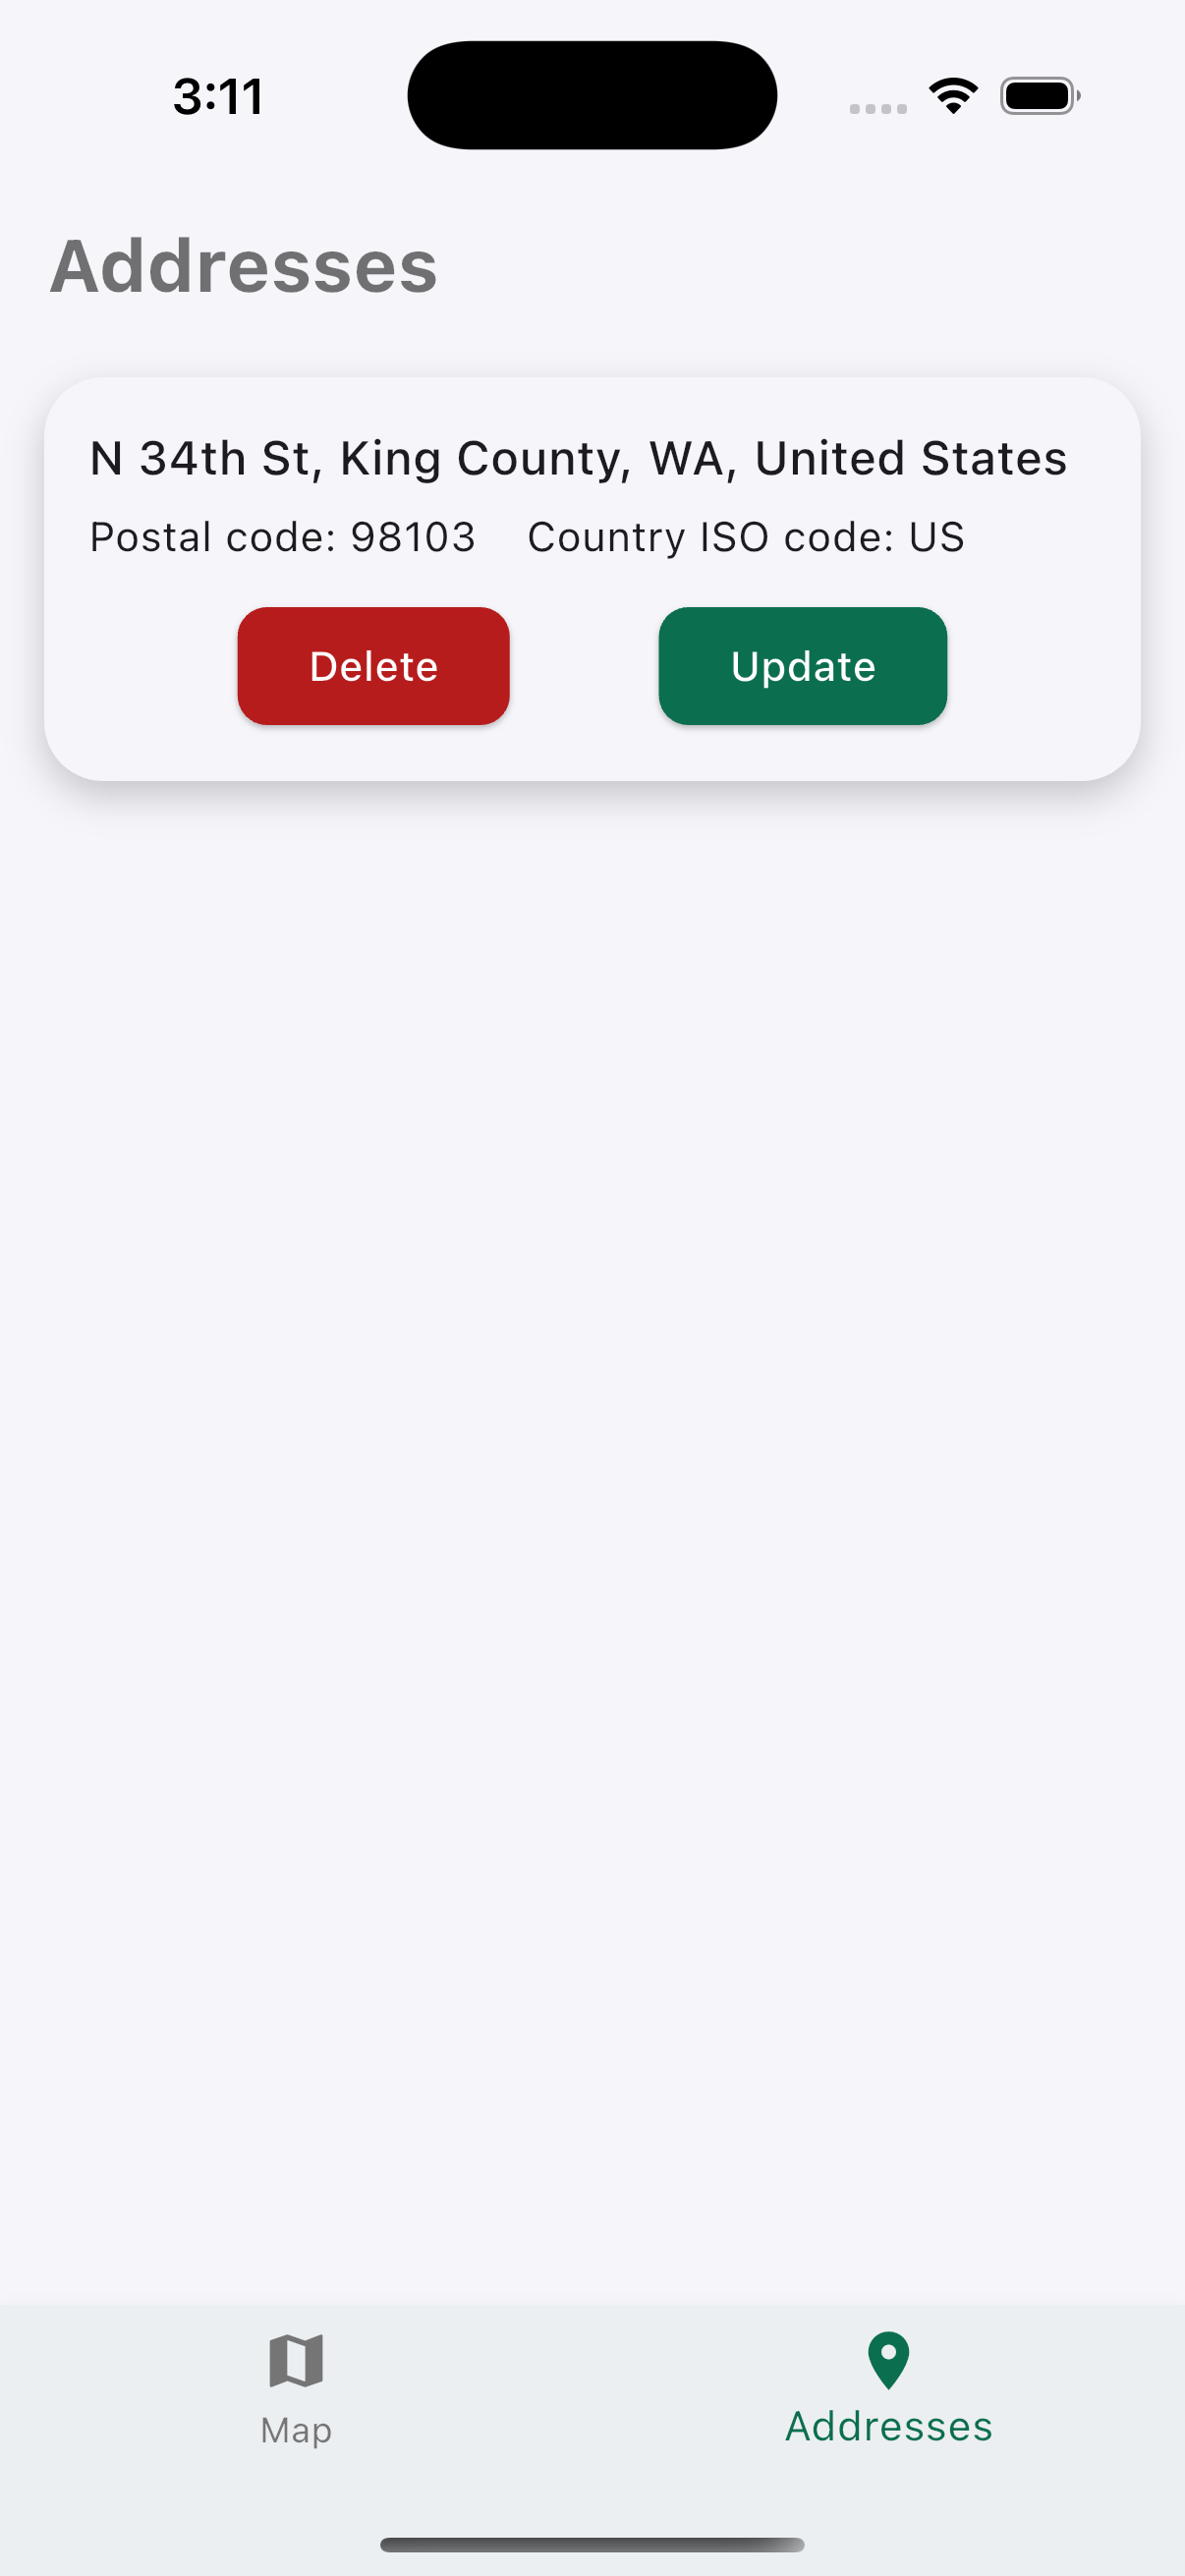 3:11
Addresses
N 34th St, King County, WA, United States
Postal code: 98103 Country ISO code: US
Delete Update
Map Addresses